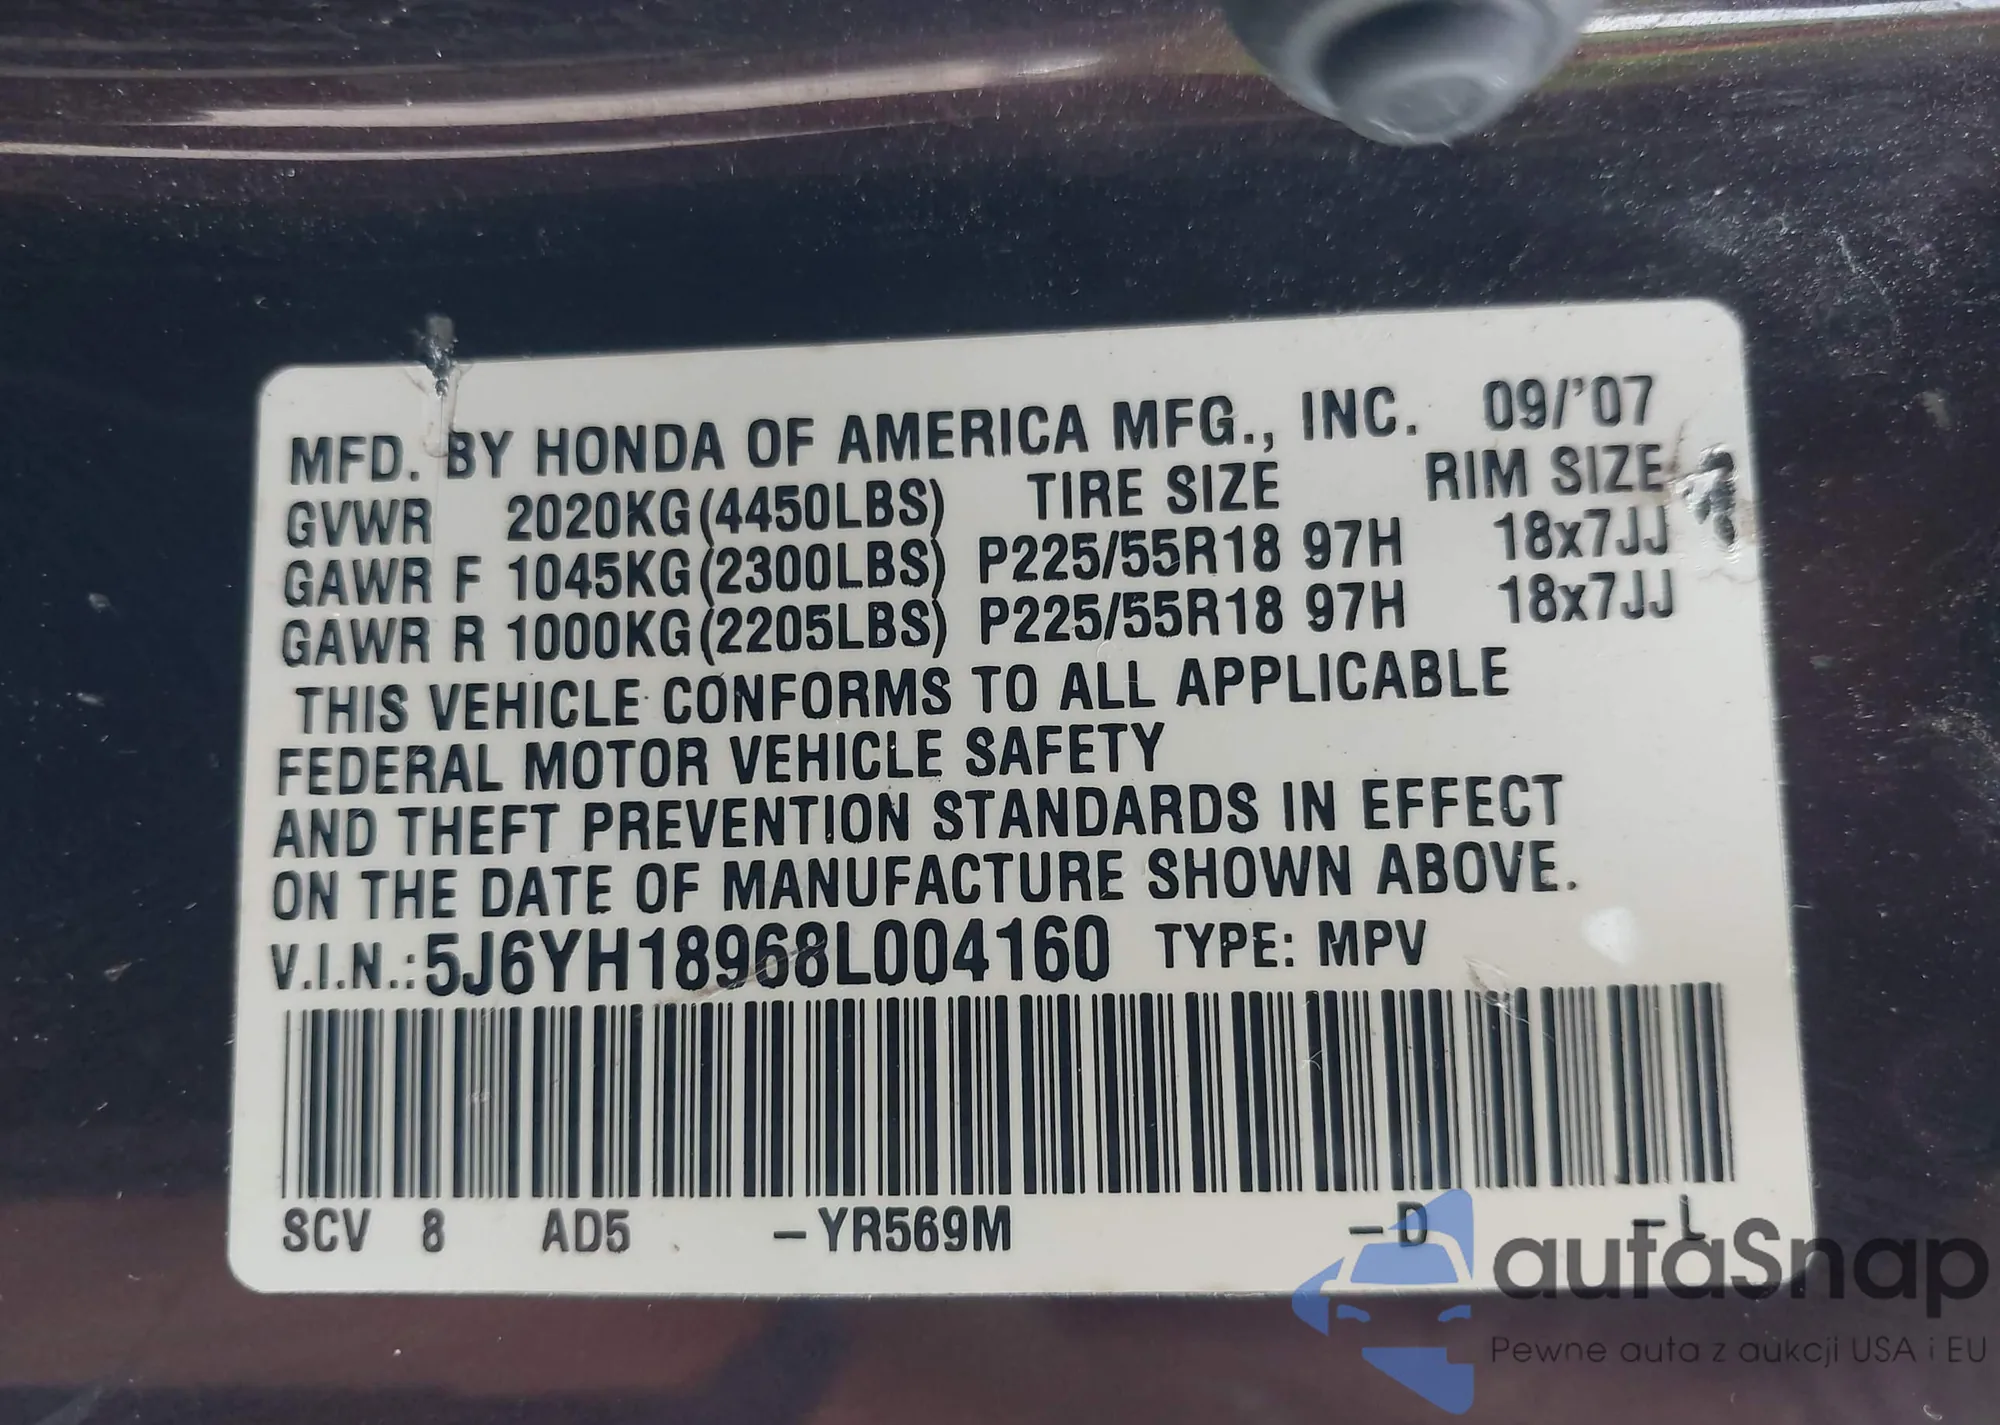 MFD. BY HONDA OF AMERICA MFG., INC. 09/'07
GVWR 2020KG(4450LBS) TIRE SIZE RIM SIZE
GAWR F 1045KG(2300LBS) P225/55R18 97H 18x7JJ
GAWR R 1000KG(2205LBS) P225/55R18 97H 18x7JJ
THIS VEHICLE CONFORMS TO ALL APPLICABLE
FEDERAL MOTOR VEHICLE SAFETY
AND THEFT PREVENTION STANDARDS IN EFFECT
ON THE DATE OF MANUFACTURE SHOWN ABOVE.
V.I.N.:5J6YH18968L004160 TYPE: MPV
SCV 8 AD5 -YR569M -D -L
autaSnap
Pewne auta z aukcji USA i EU